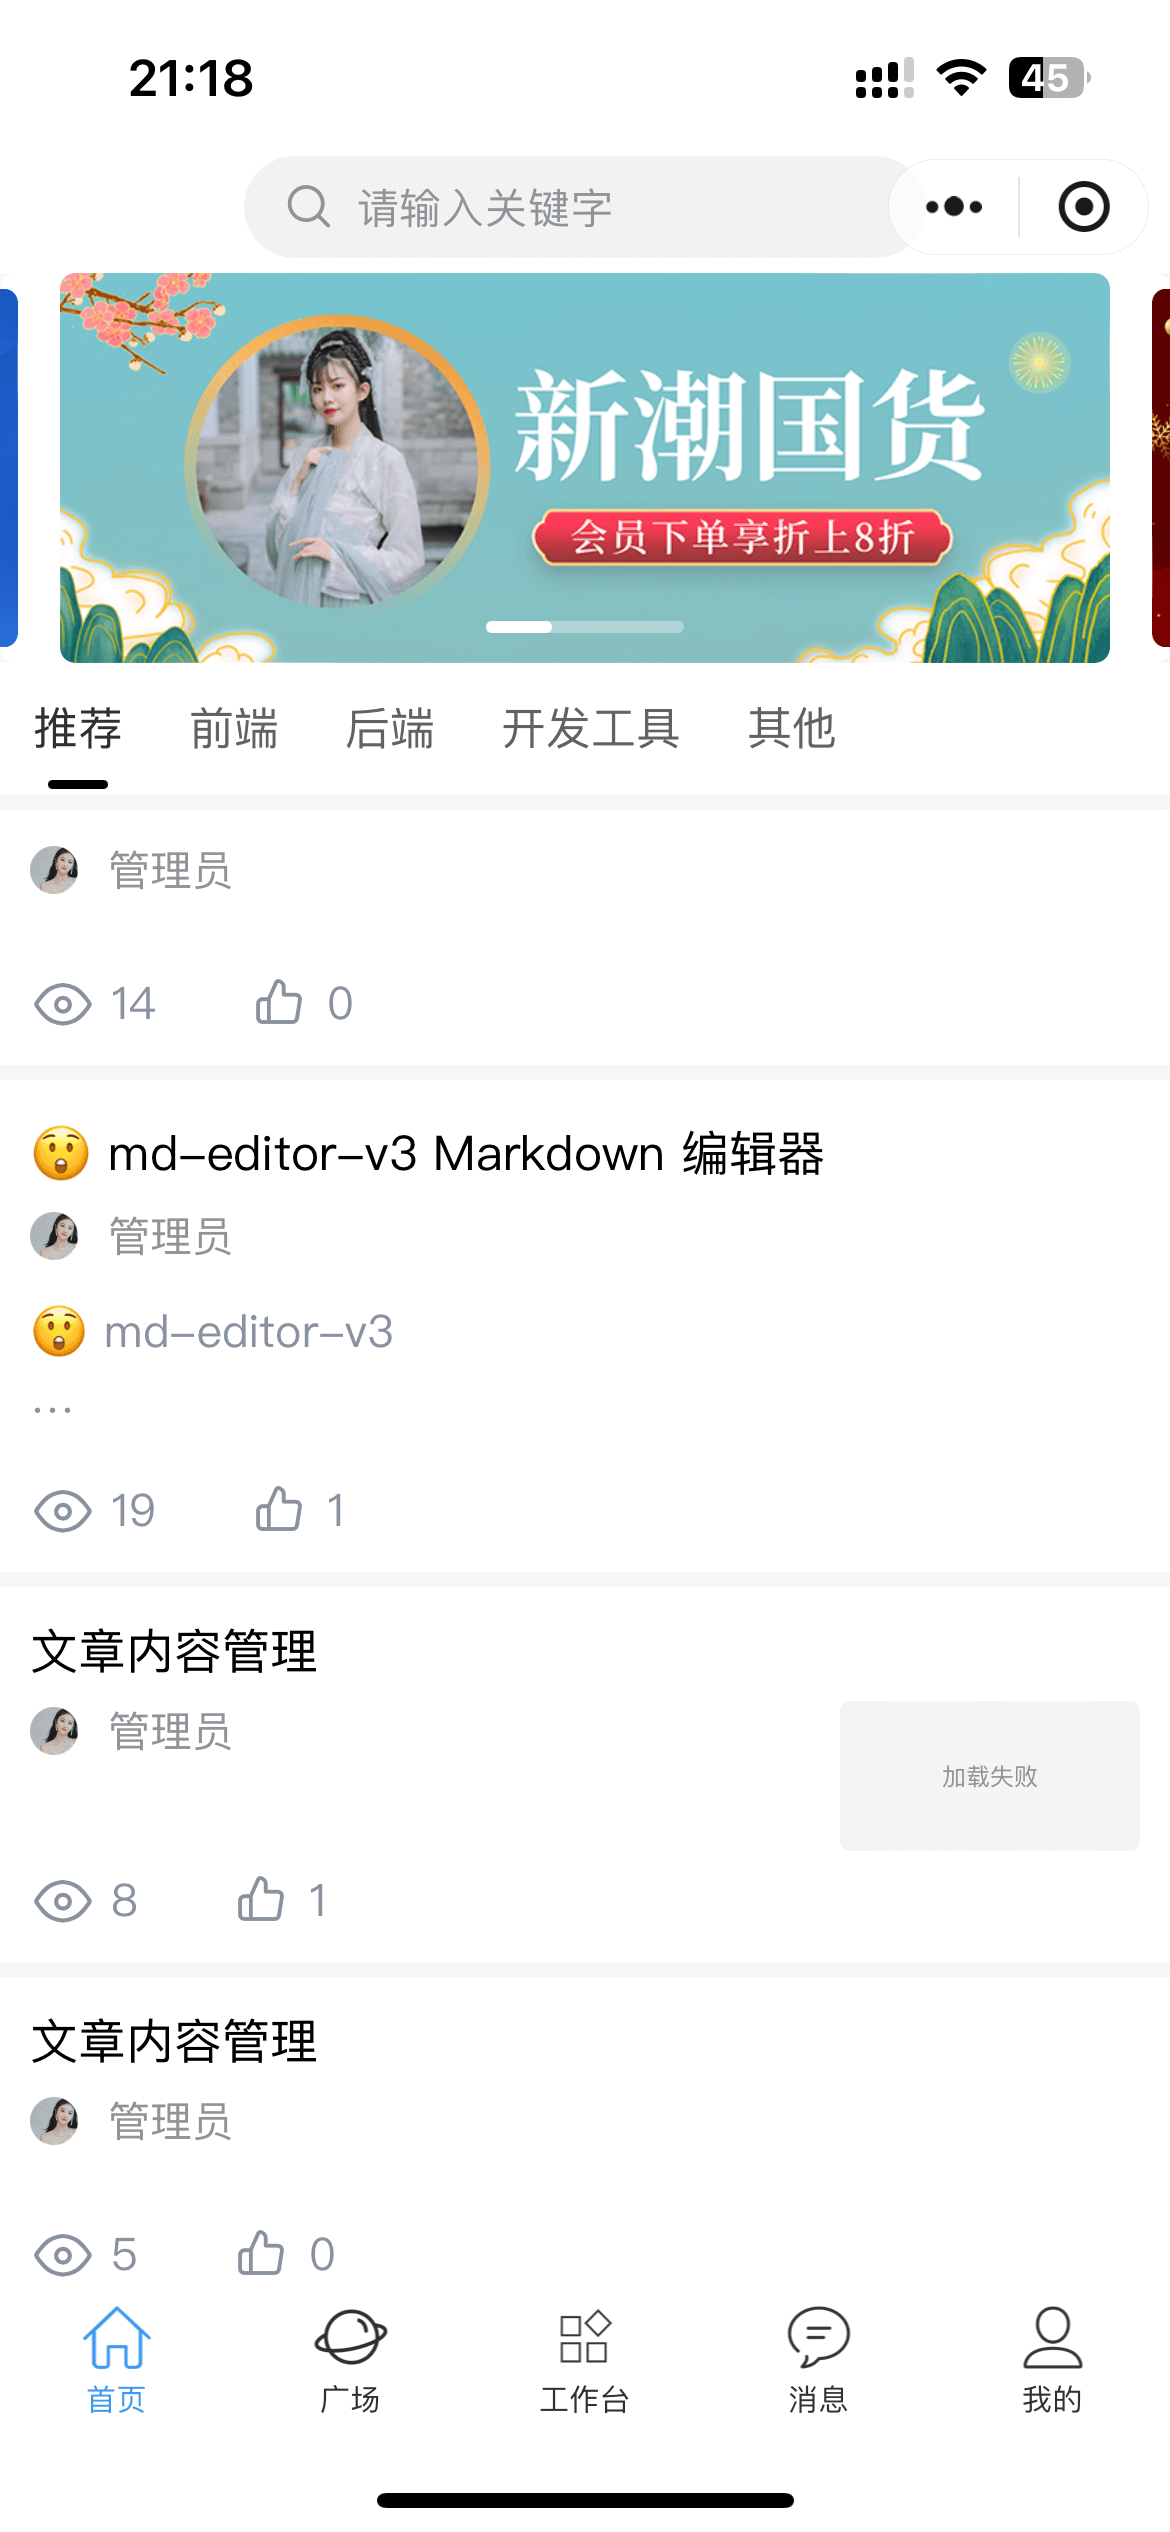 21:18
45
请输入关键字
新潮国货
会员下单享折上8折
推荐 前端 后端 开发工具 其他
管理员
14 0
😲 md-editor-v3 Markdown 编辑器
管理员
😲 md-editor-v3
...
19 1
文章内容管理
管理员
加载失败
8 1
文章内容管理
管理员
5 0
首页 广场 工作台 消息 我的